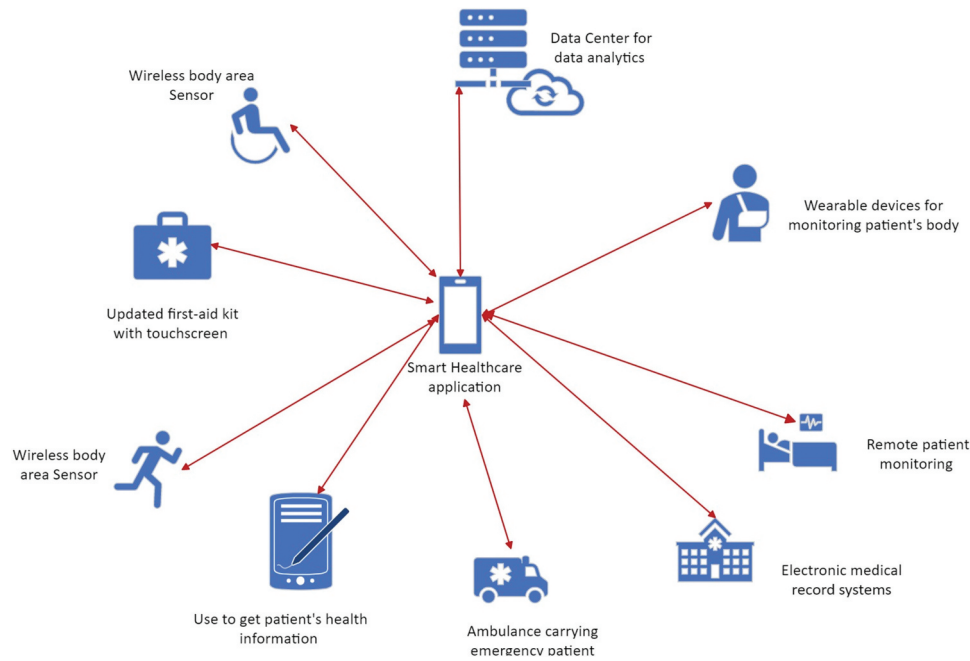 Data Center for
data analytics
Wireless body area
Sensor
Wearable devices for
monitoring patient's body
Updated first-aid kit
with touchscreen
Smart Healthcare
application
Wireless body
area Sensor
Remote patient
monitoring
Electronic medical
record systems
Use to get patient's health
information
Ambulance carrying
emergency patient